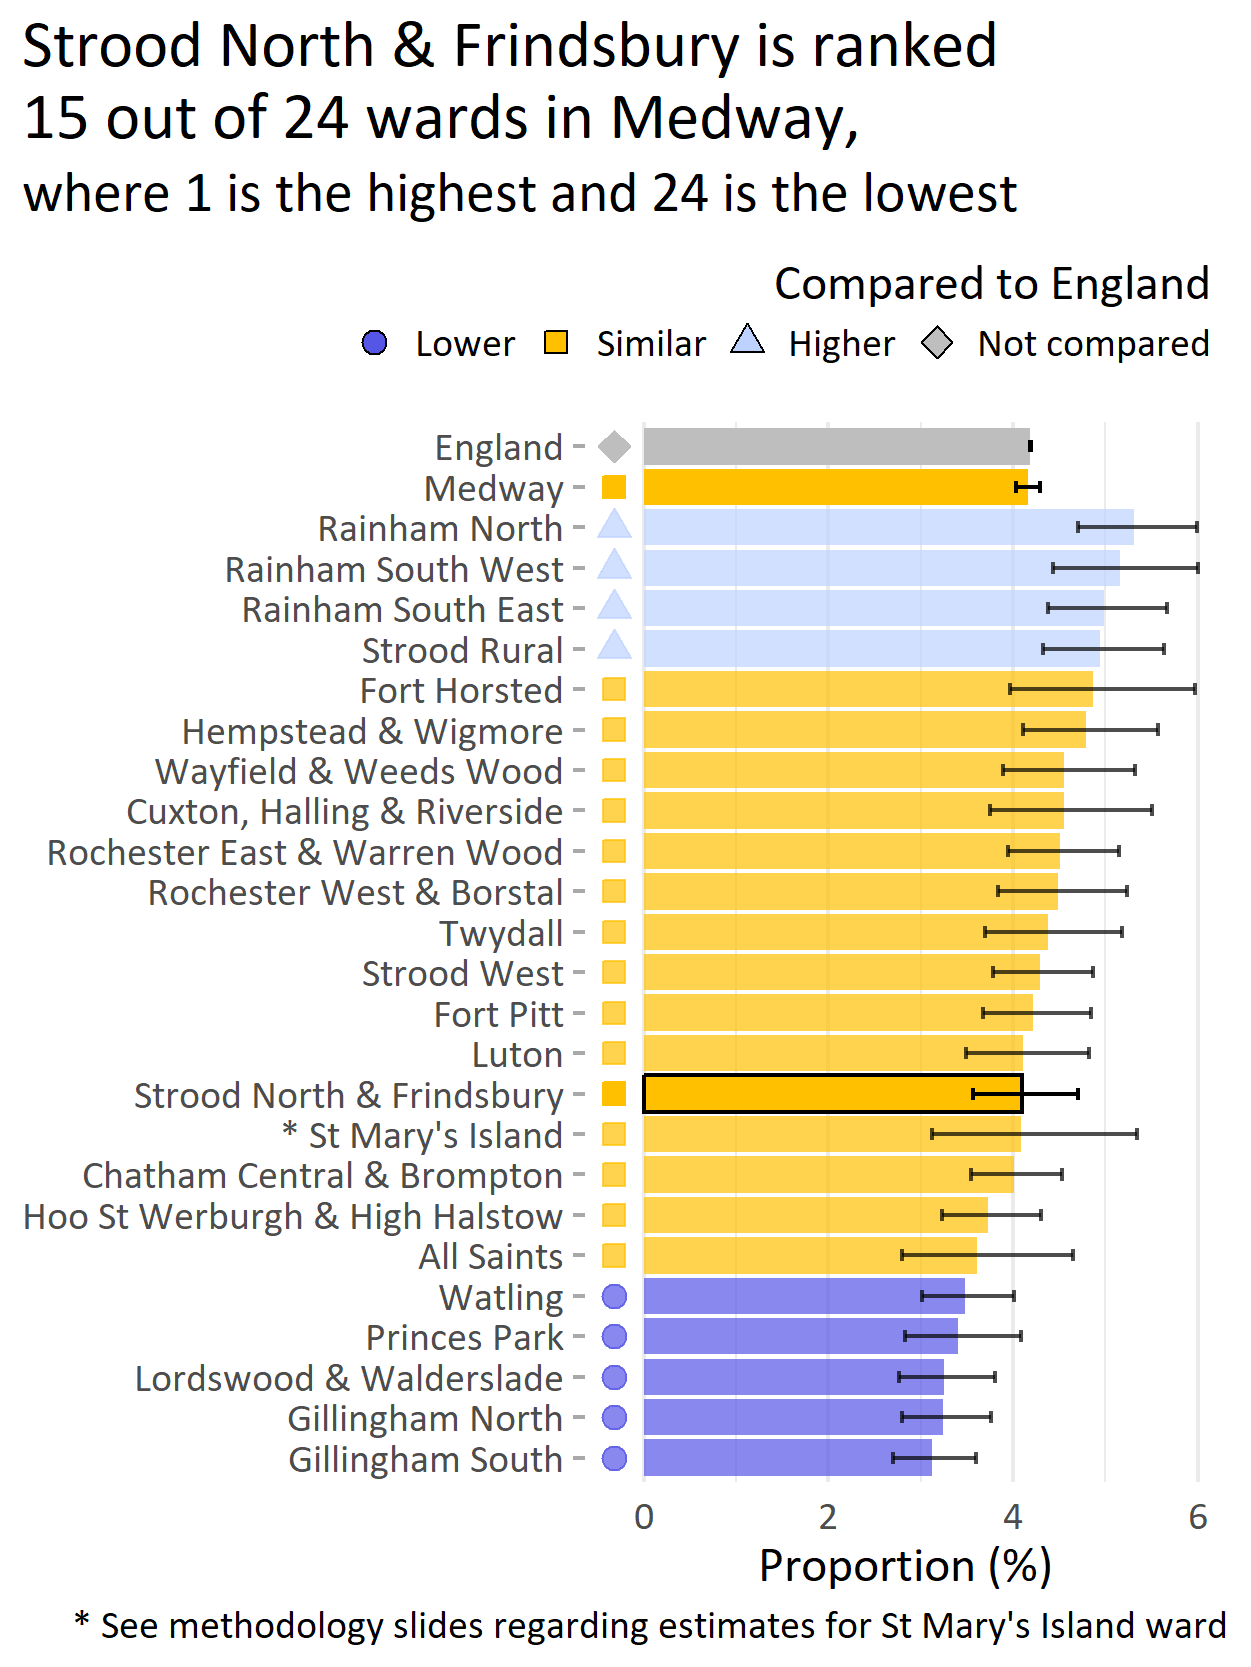 Strood North & Frindsbury is ranked
15 out of 24 wards in Medway,
where 1 is the highest and 24 is the lowest
Compared to England
Lower Similar Higher Not compared
England
Medway
Rainham North
Rainham South West
Rainham South East
Strood Rural
Fort Horsted
Hempstead & Wigmore
Wayfield & Weeds Wood
Cuxton, Halling & Riverside
Rochester East & Warren Wood
Rochester West & Borstal
Twydall
Strood West
Fort Pitt
Luton
Strood North & Frindsbury
* St Mary's Island
Chatham Central & Brompton
Hoo St Werburgh & High Halstow
All Saints
Watling
Princes Park
Lordswood & Walderslade
Gillingham North
Gillingham South
0 2 4 6
Proportion (%)
* See methodology slides regarding estimates for St Mary's Island ward